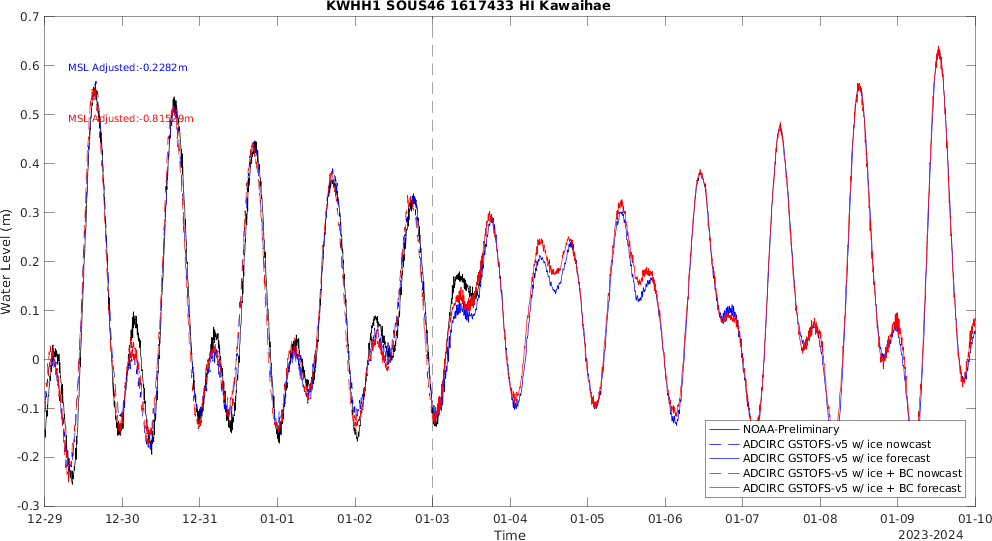 KWHH1 SOUS46 1617433 HI Kawaihae
0.7
0.6
0.5
0.4
0.3
0.2
0.1
0
-0.1
-0.2
-0.3
Water Level (m)
MSL Adjusted:-0.2282m
MSL Adjusted:-0.81529m
NOAA-Preliminary
ADCIRC GSTOFS-v5 w/ ice nowcast
ADCIRC GSTOFS-v5 w/ ice forecast
ADCIRC GSTOFS-v5 w/ ice + BC nowcast
ADCIRC GSTOFS-v5 w/ ice + BC forecast
12-29 12-30 12-31 01-01 01-02 01-03 01-04 01-05 01-06 01-07 01-08 01-09 01-10
Time
2023-2024